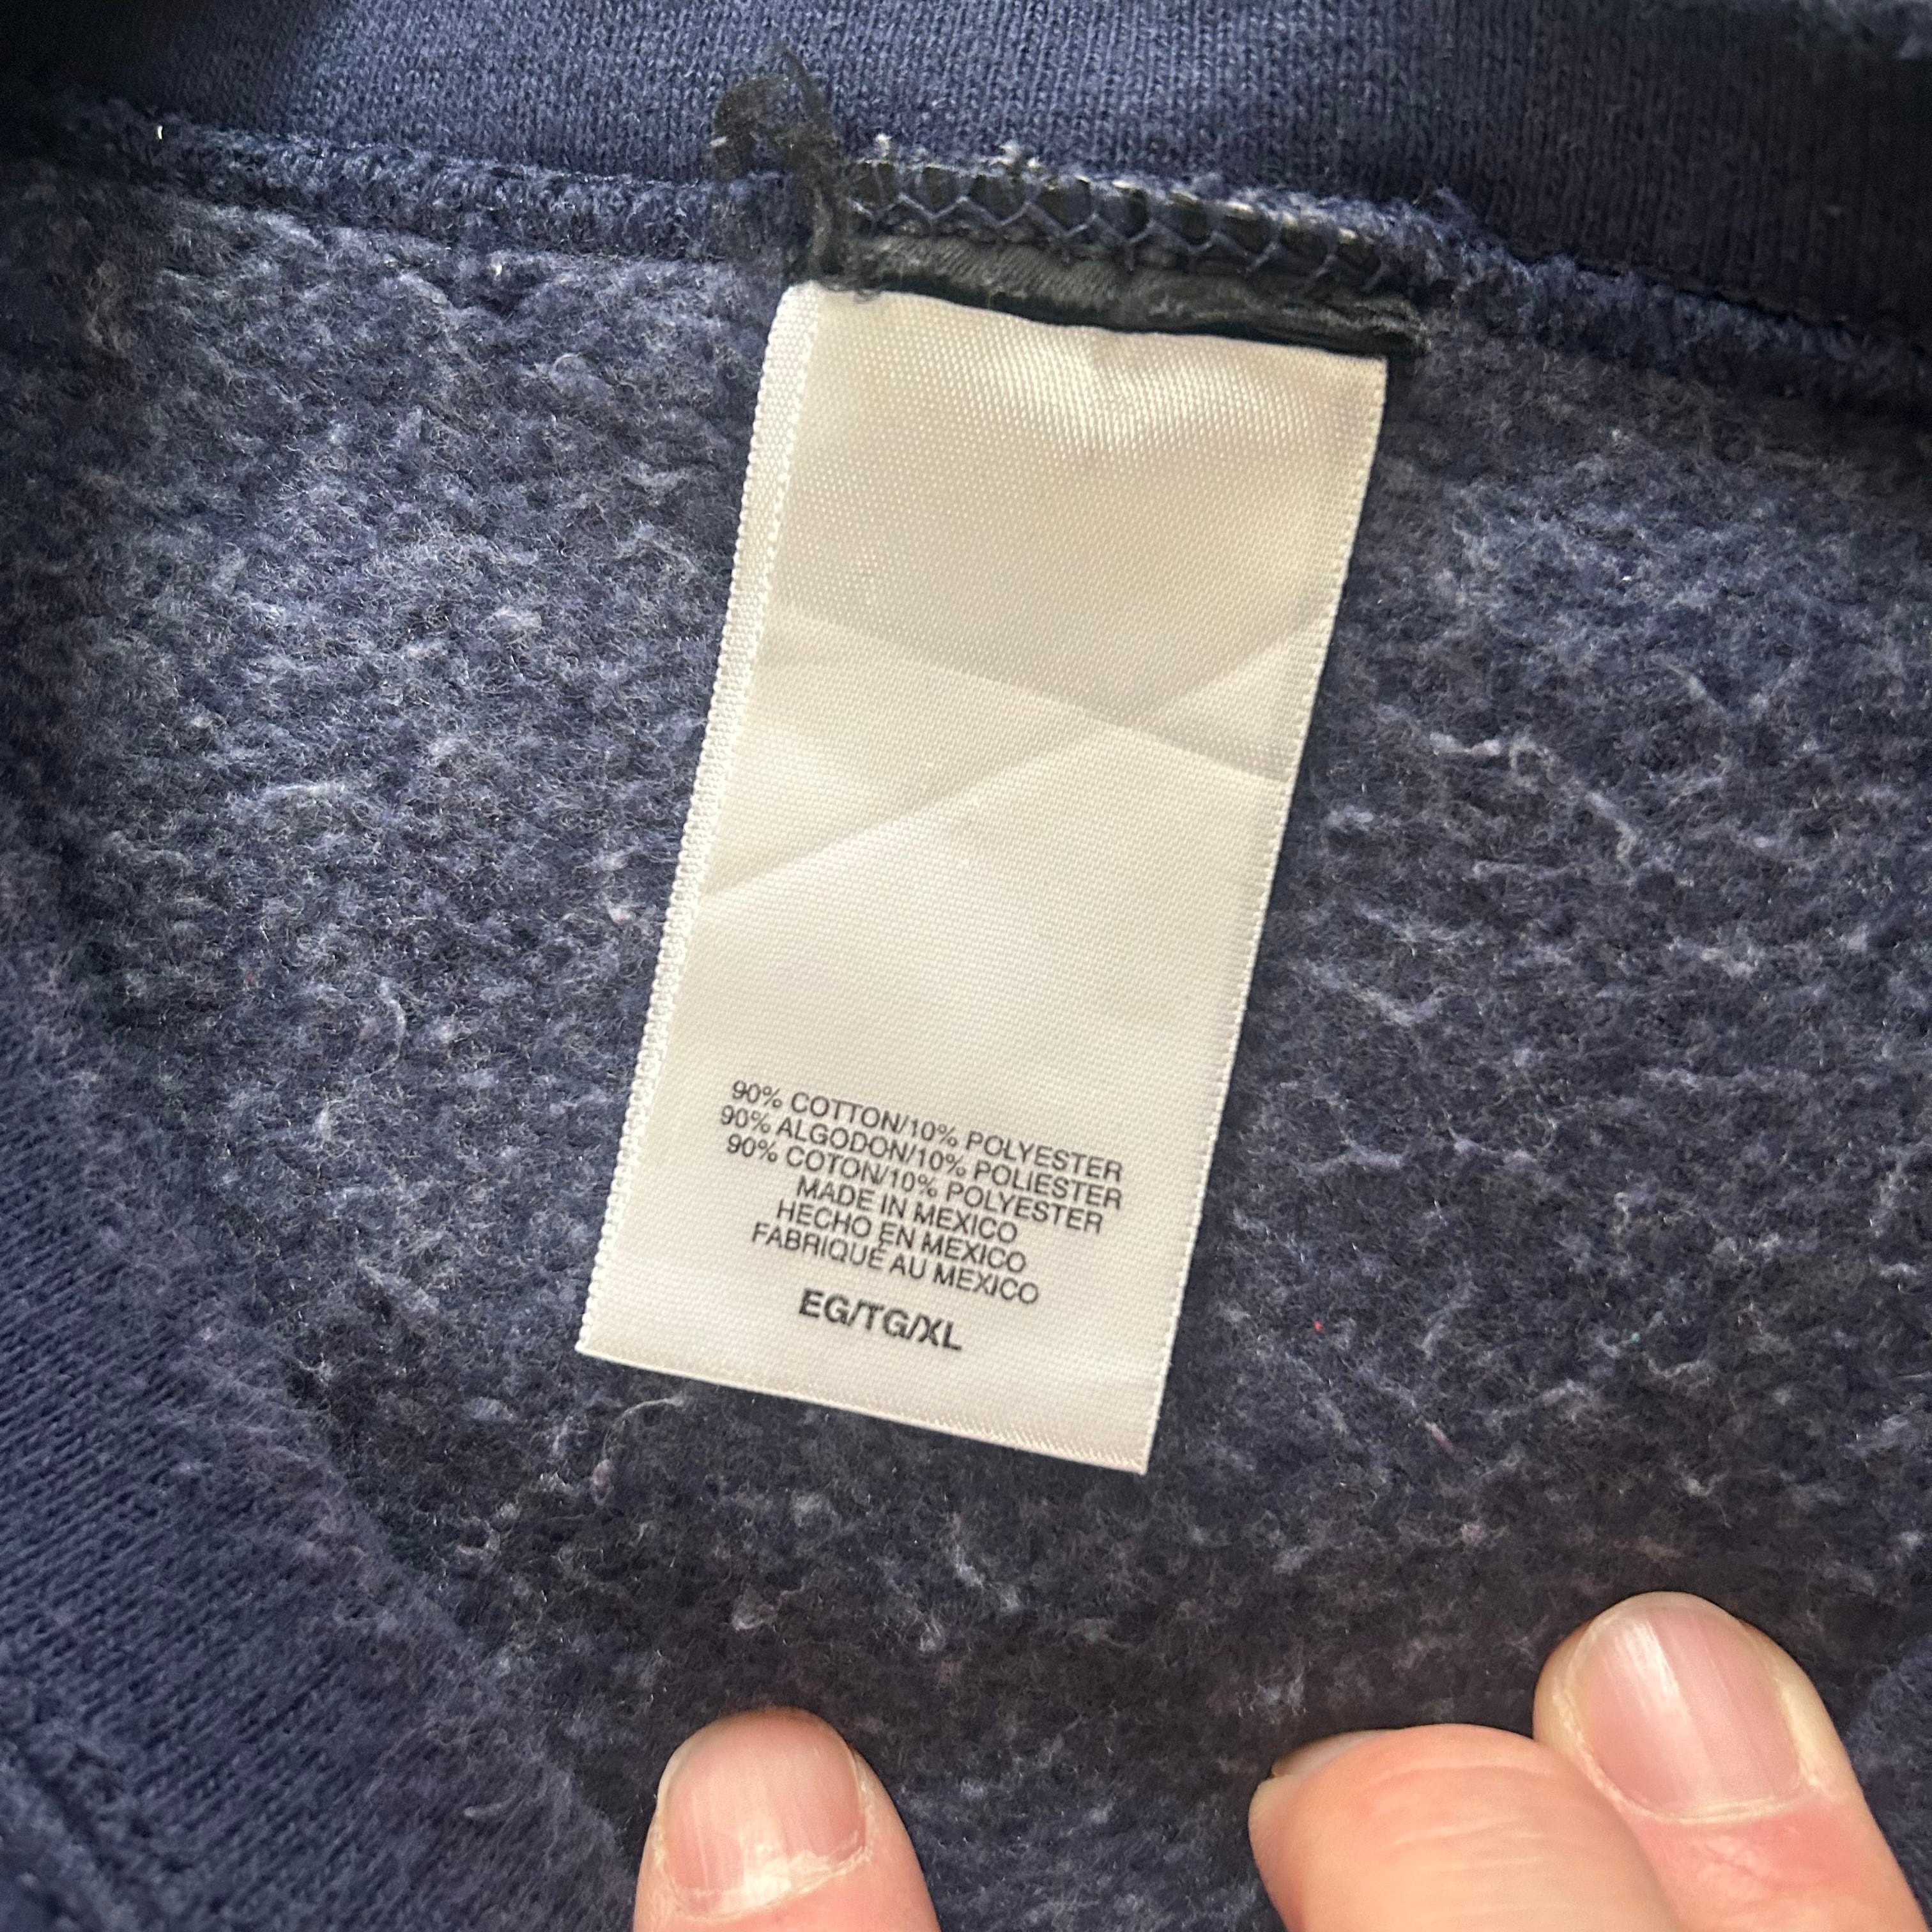 90% COTTON/10% POLYESTER
90% ALGODON/10% POLIESTER
90% COTON/10% POLYESTER
MADE IN MEXICO
HECHO EN MEXICO
FABRIQUÉ AU MEXICO
EG/TG/XL